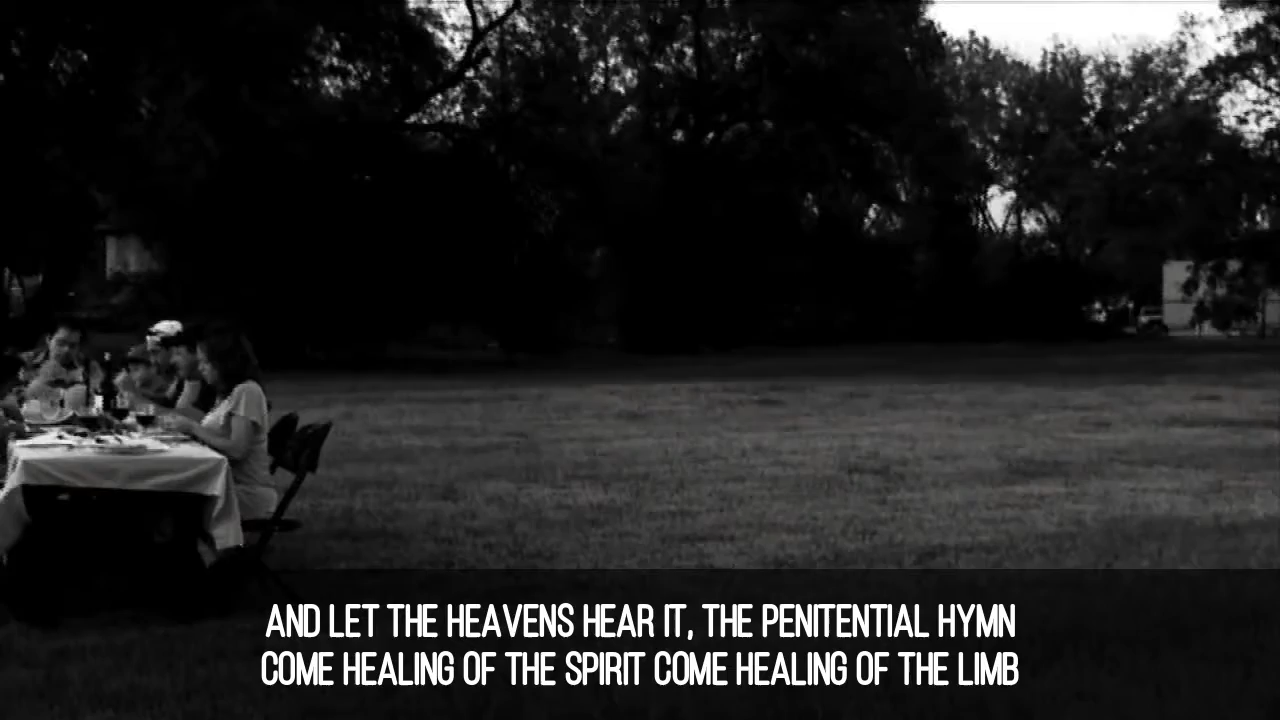 AND LET THE HEAVENS HEAR IT, THE PENITENTIAL HYMN
COME HEALING OF THE SPIRIT COME HEALING OF THE LIMB